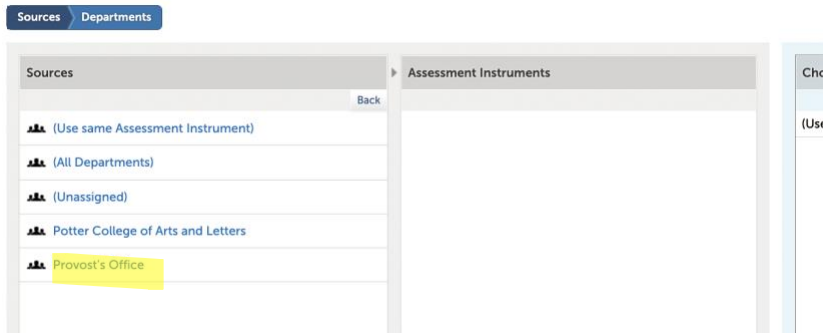 Sources Departments
Sources
Assessment Instruments
Back
(Use same Assessment Instrument)
(All Departments)
(Unassigned)
Potter College of Arts and Letters
Provost's Office